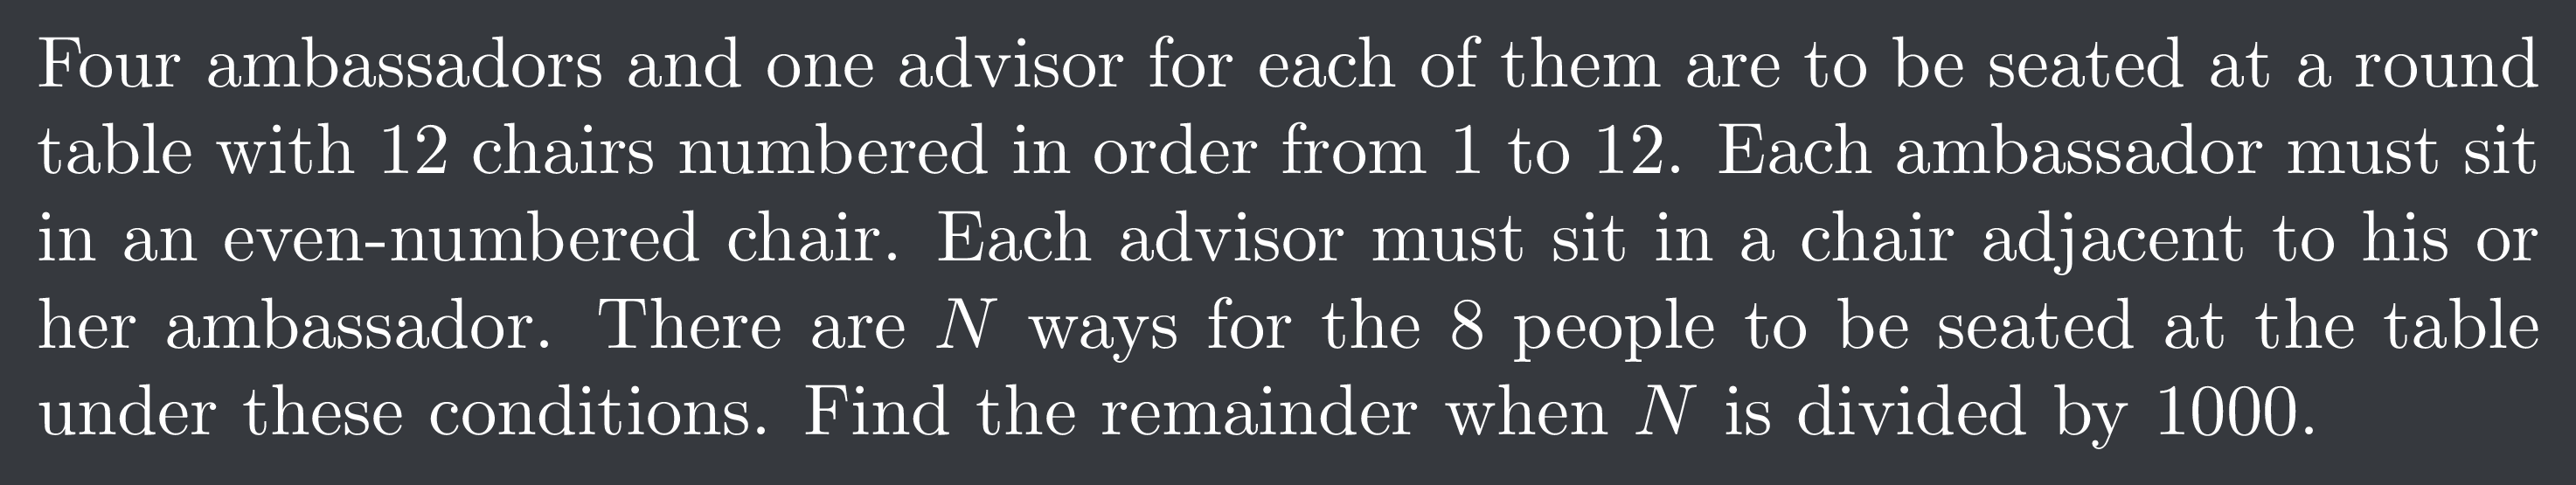 Four ambassadors and one advisor for each of them are to be seated at a round
table with 12 chairs numbered in order from 1 to 12. Each ambassador must sit
in an even-numbered chair. Each advisor must sit in a chair adjacent to his or
her ambassador. There are N ways for the 8 people to be seated at the table
under these conditions. Find the remainder when N is divided by 1000.